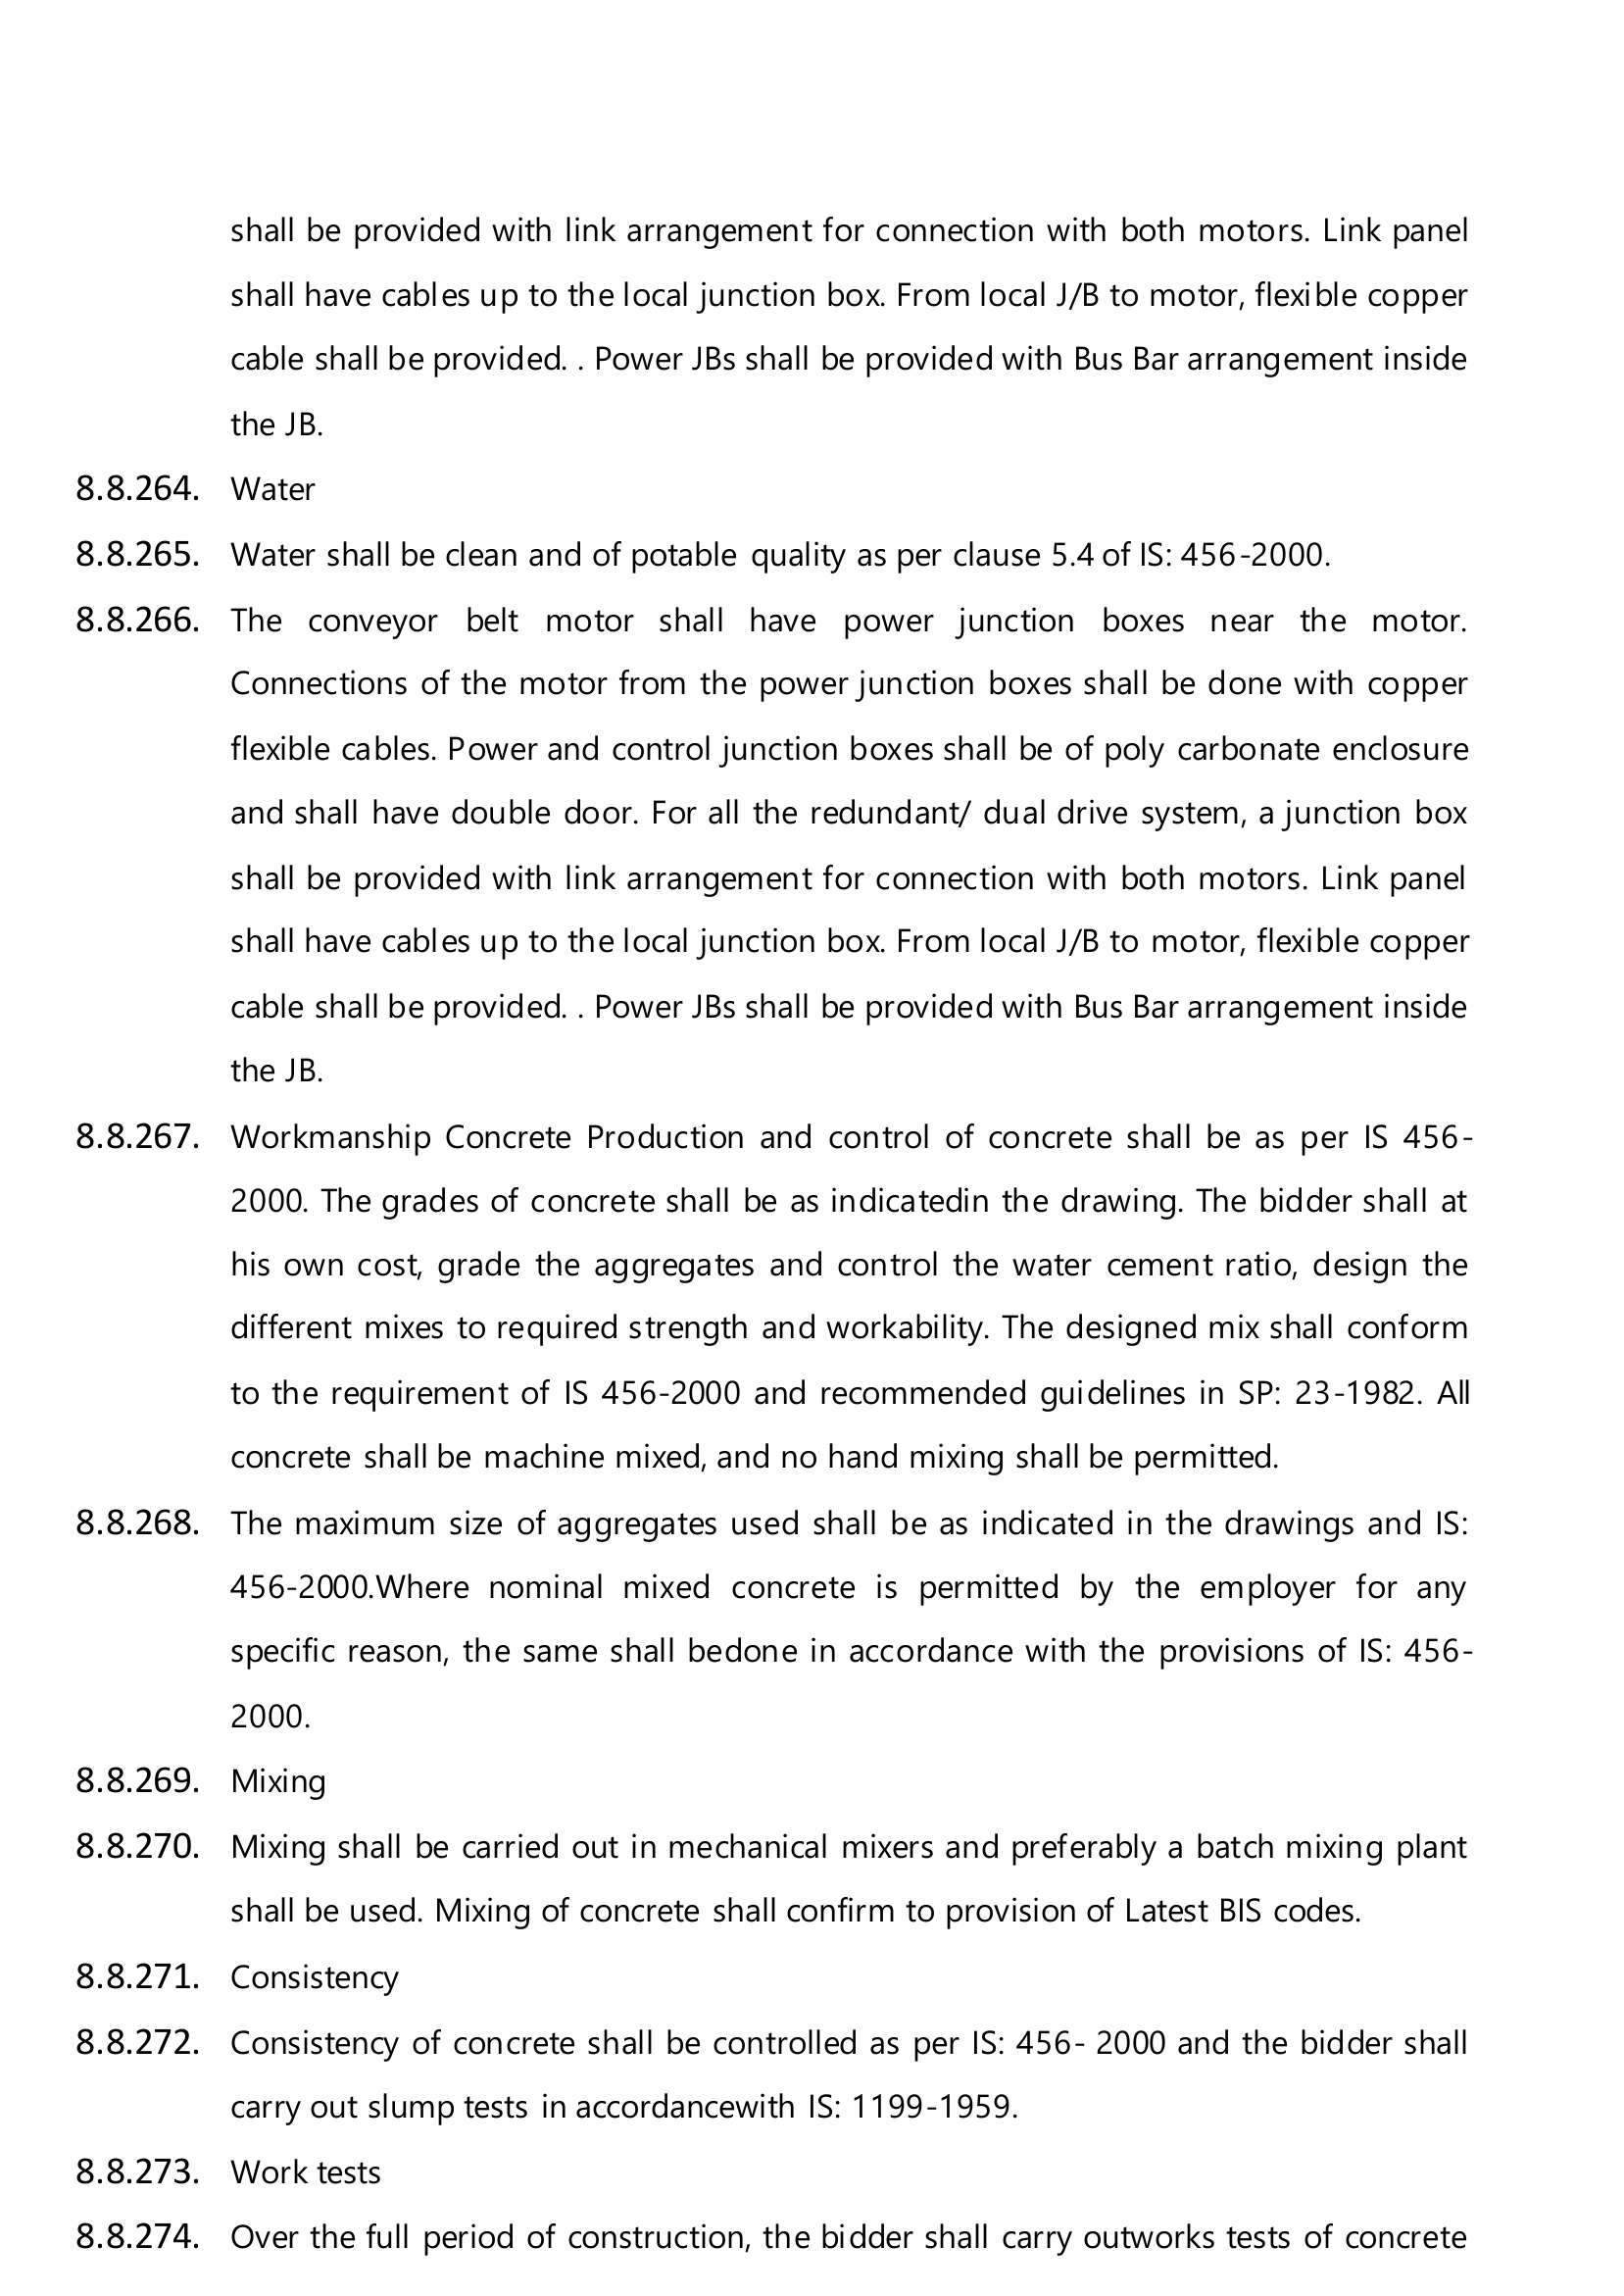 shall be provided with link arrangement for connection with both motors. Link panel
shall have cables up to the local junction box. From local J/B to motor, flexible copper
cable shall be provided. . Power JBs shall be provided with Bus Bar arrangement inside
the JB.
8.8.264. Water
8.8.265. Water shall be clean and of potable quality as per clause 5.4 of IS: 456-2000.
8.8.266. The conveyor belt motor shall have power junction boxes near the motor.
Connections of the motor from the power junction boxes shall be done with copper
flexible cables. Power and control junction boxes shall be of poly carbonate enclosure
and shall have double door. For all the redundant/ dual drive system, a junction box
shall be provided with link arrangement for connection with both motors. Link panel
shall have cables up to the local junction box. From local J/B to motor, flexible copper
cable shall be provided. . Power JBs shall be provided with Bus Bar arrangement inside
the JB.
8.8.267. Workmanship Concrete Production and control of concrete shall be as per IS 456-
2000. The grades of concrete shall be as indicatedin the drawing. The bidder shall at
his own cost, grade the aggregates and control the water cement ratio, design the
different mixes to required strength and workability. The designed mix shall conform
to the requirement of IS 456-2000 and recommended guidelines in SP: 23-1982. All
concrete shall be machine mixed, and no hand mixing shall be permitted.
8.8.268. The maximum size of aggregates used shall be as indicated in the drawings and IS:
456-2000.Where nominal mixed concrete is permitted by the employer for any
specific reason, the same shall bedone in accordance with the provisions of IS: 456-
2000.
8.8.269. Mixing
8.8.270. Mixing shall be carried out in mechanical mixers and preferably a batch mixing plant
shall be used. Mixing of concrete shall confirm to provision of Latest BIS codes.
8.8.271. Consistency
8.8.272. Consistency of concrete shall be controlled as per IS: 456- 2000 and the bidder shall
carry out slump tests in accordancewith IS: 1199-1959.
8.8.273. Work tests
8.8.274. Over the full period of construction, the bidder shall carry outworks tests of concrete